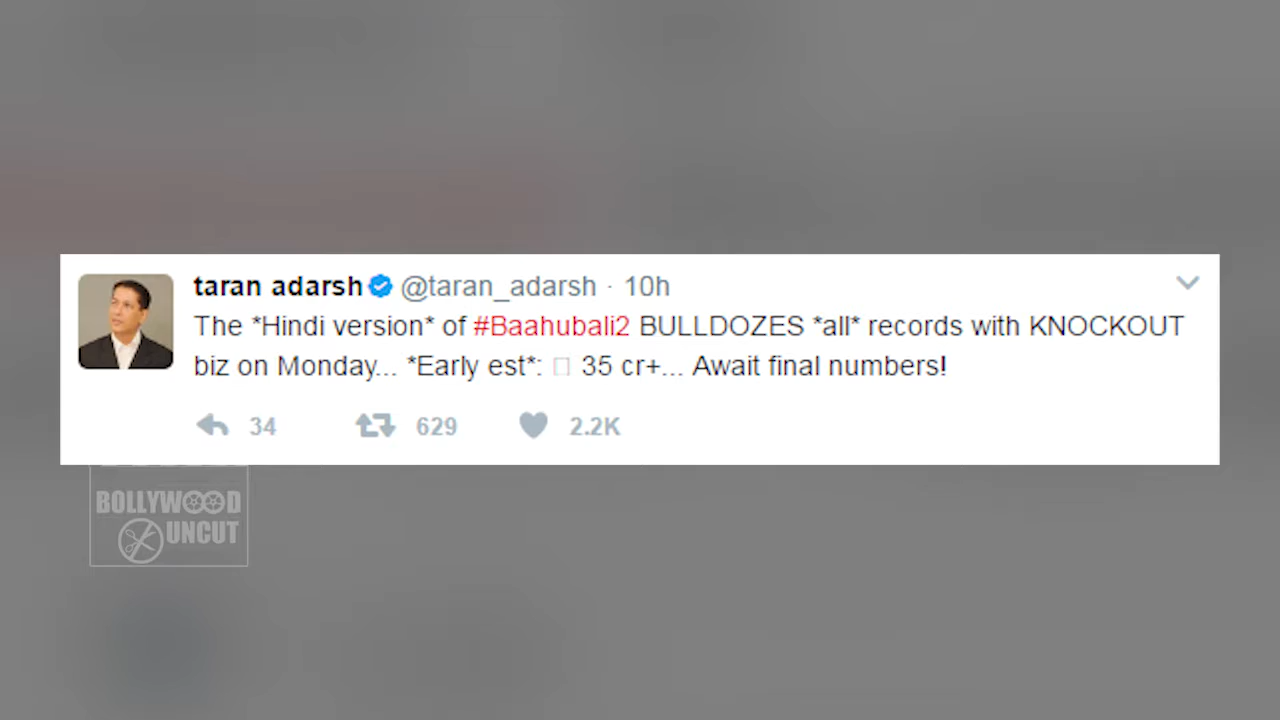 taran adarsh @taran_adarsh · 10h
The *Hindi version* of #Baahubali2 BULLDOZES *all* records with KNOCKOUT
biz on Monday... *Early est*: 35 cr+... Await final numbers!
34 629 2.2K
BOLLYWOOD
UNCUT